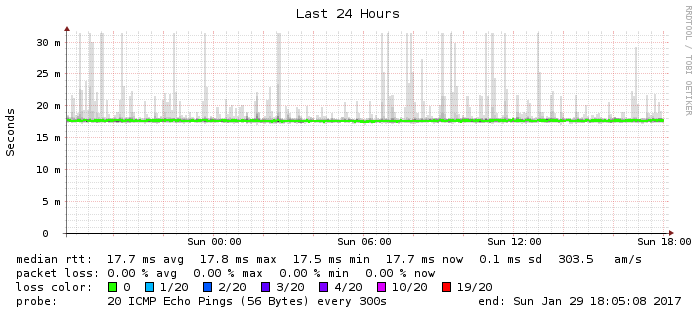 Last 24 Hours
RRDTOOL / TOBI OETIKER
Seconds
30 m
25 m
20 m
15 m
10 m
5 m
0
Sun 00:00 Sun 06:00 Sun 12:00 Sun 18:00
median rtt: 17.7 ms avg 17.8 ms max 17.5 ms min 17.7 ms now 0.1 ms sd 303.5 am/s
packet loss: 0.00 % avg 0.00 % max 0.00 % min 0.00 % now
loss color: 0 1/20 2/20 3/20 4/20 10/20 19/20
probe: 20 ICMP Echo Pings (56 Bytes) every 300s end: Sun Jan 29 18:05:08 2017